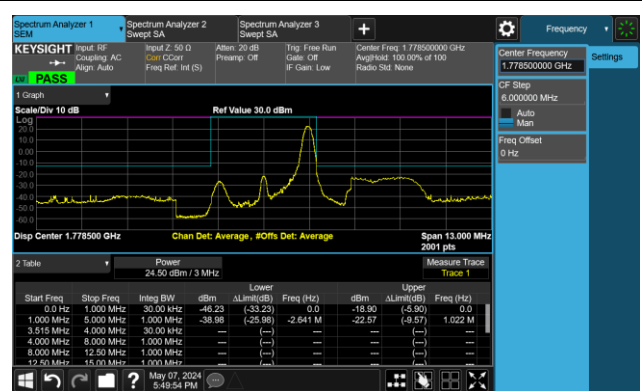 Spectrum Analyzer 1
SEM
Spectrum Analyzer 2
Swept SA
Spectrum Analyzer 3
Swept SA
Frequency
KEYSIGHT
Input: RF
Coupling: AC
Align: Auto
Input Z: 50 Ω
Corr CCorr
Freq Ref: Int (S)
Atten: 20 dB
Preamp: Off
Trig: Free Run
Gate: Off
IF Gain: Low
Center Freq: 1.778500000 GHz
Avg|Hold: 100.00% of 100
Radio Std: None
LU PASS
Center Frequency
1.778500000 GHz
Settings
CF Step
6.000000 MHz
Auto
Man
Freq Offset
0 Hz
1 Graph
Scale/Div 10 dB
Ref Value 30.0 dBm
Log
20.0
10.0
0.00
-10.0
-20.0
-30.0
-40.0
-50.0
-60.0
Disp Center 1.778500 GHz
Chan Det: Average, #Offs Det: Average
Span 13.000 MHz
2001 pts
2 Table
Power
24.50 dBm / 3 MHz
Measure Trace
Trace 1
Lower Upper
Start Freq Stop Freq Integ BW dBm ΔLimit(dB) Freq (Hz) dBm ΔLimit(dB) Freq (Hz)
0.0 Hz 1.000 MHz 30.00 kHz -46.23 (-33.23) 0.0 -18.90 (-5.90) 0.0
1.000 MHz 5.000 MHz 1.000 MHz -38.98 (-25.98) -2.641 M -22.57 (-9.57) 1.022 M
3.515 MHz 4.000 MHz 30.00 kHz --- (---) --- --- (---) ---
4.000 MHz 8.000 MHz 1.000 MHz --- (---) --- --- (---) ---
8.000 MHz 12.50 MHz 1.000 MHz --- (---) --- --- (---) ---
12.50 MHz 15.00 MHz 1.000 MHz --- (---) --- --- (---) ---
?
May 07, 2024
5:49:54 PM